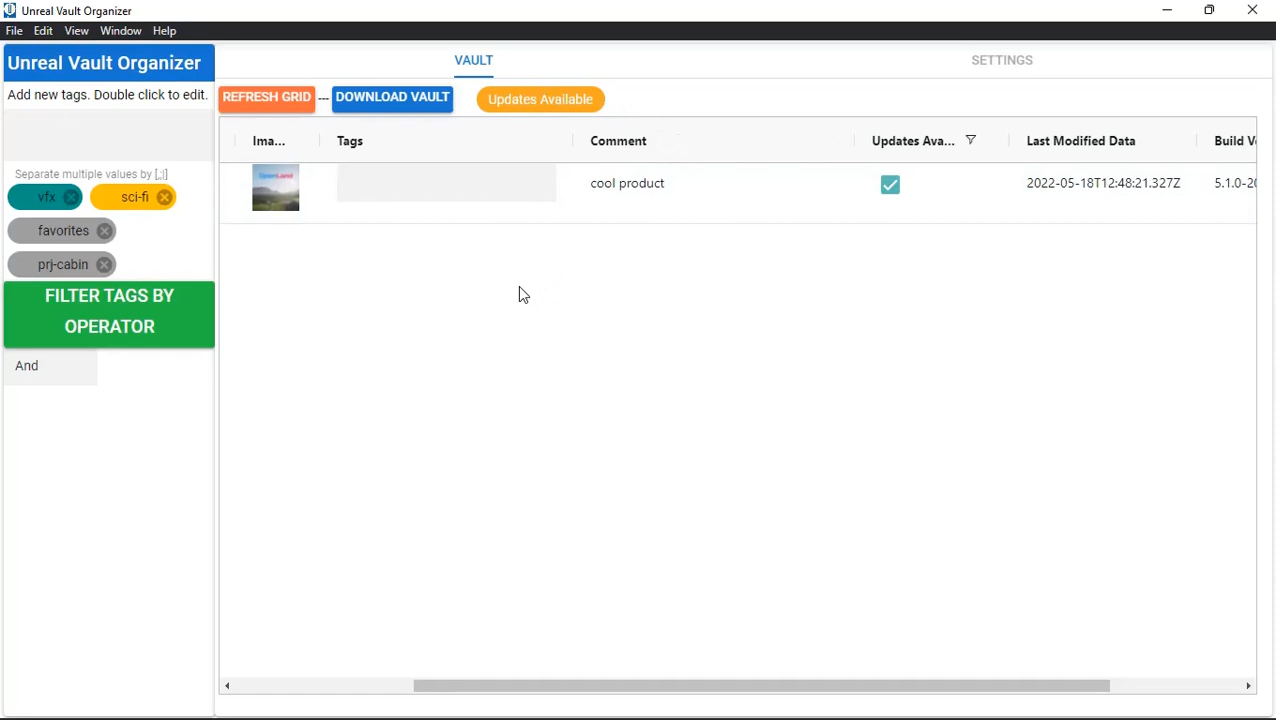 Unreal Vault Organizer
File Edit View Window Help
Unreal Vault Organizer
Add new tags. Double click to edit.
Separate multiple values by [,;|]
vfx
sci-fi
favorites
prj-cabin
FILTER TAGS BY
OPERATOR
And
VAULT
SETTINGS
REFRESH GRID --- DOWNLOAD VAULT
Updates Available
Ima... Tags Comment Updates Ava... Last Modified Data Build V
OpenLand
cool product 2022-05-18T12:48:21.327Z 5.1.0-20